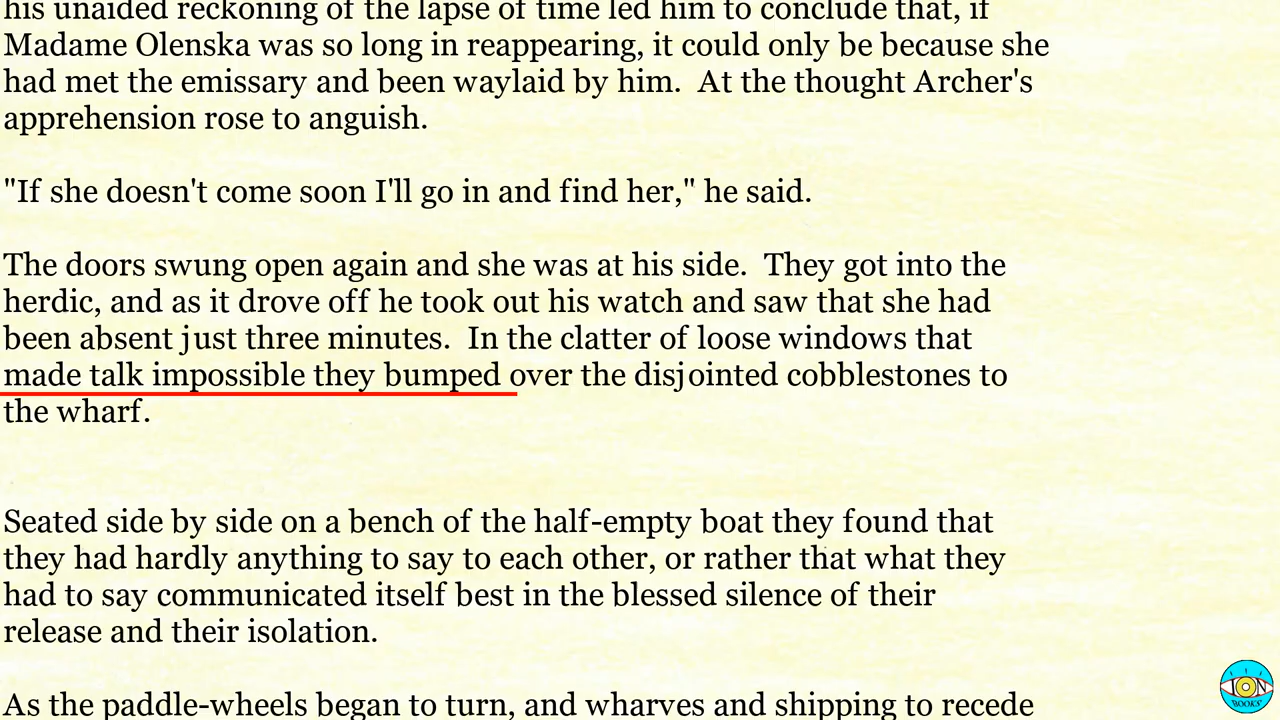 his unaided reckoning of the lapse of time led him to conclude that, if
Madame Olenska was so long in reappearing, it could only be because she
had met the emissary and been waylaid by him.  At the thought Archer's
apprehension rose to anguish.
"If she doesn't come soon I'll go in and find her," he said.
The doors swung open again and she was at his side.  They got into the
herdic, and as it drove off he took out his watch and saw that she had
been absent just three minutes.  In the clatter of loose windows that
made talk impossible they bumped over the disjointed cobblestones to
the wharf.
Seated side by side on a bench of the half-empty boat they found that
they had hardly anything to say to each other, or rather that what they
had to say communicated itself best in the blessed silence of their
release and their isolation.
As the paddle-wheels began to turn, and wharves and shipping to recede
ION
BOOKS